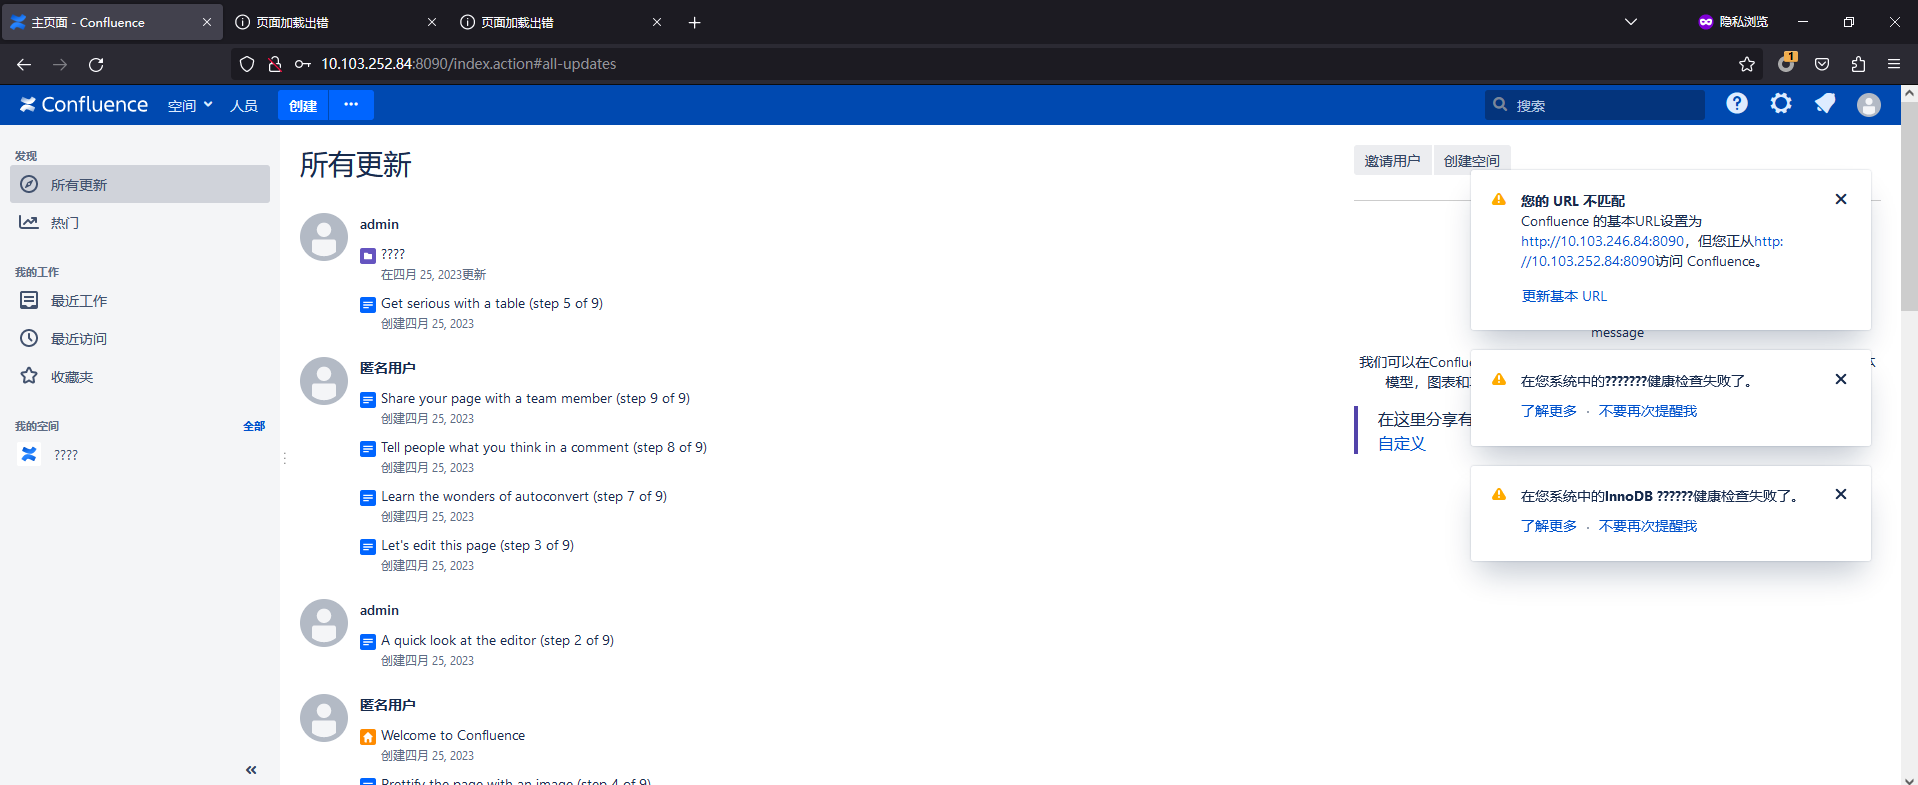 主页面 - Confluence
页面加载出错
页面加载出错
隐私浏览
10.103.252.84:8090/index.action#all-updates
1
Confluence
空间
人员
创建
搜索
发现
所有更新
热门
我的工作
最近工作
最近访问
收藏夹
我的空间
全部
????
所有更新
admin
????
在四月 25, 2023更新
Get serious with a table (step 5 of 9)
创建四月 25, 2023
匿名用户
Share your page with a team member (step 9 of 9)
创建四月 25, 2023
Tell people what you think in a comment (step 8 of 9)
创建四月 25, 2023
Learn the wonders of autoconvert (step 7 of 9)
创建四月 25, 2023
Let's edit this page (step 3 of 9)
创建四月 25, 2023
admin
A quick look at the editor (step 2 of 9)
创建四月 25, 2023
匿名用户
Welcome to Confluence
创建四月 25, 2023
Prettify the page with an image (step 4 of 9)
邀请用户
创建空间
您的 URL 不匹配
Confluence 的基本URL设置为
http://10.103.246.84:8090，但您正从http:
//10.103.252.84:8090访问 Confluence。
更新基本 URL
message
我们可以在Conflu
模型，图表和
在这里分享有
自定义
在您系统中的???????健康检查失败了。
了解更多 · 不要再次提醒我
在您系统中的InnoDB ??????健康检查失败了。
了解更多 · 不要再次提醒我